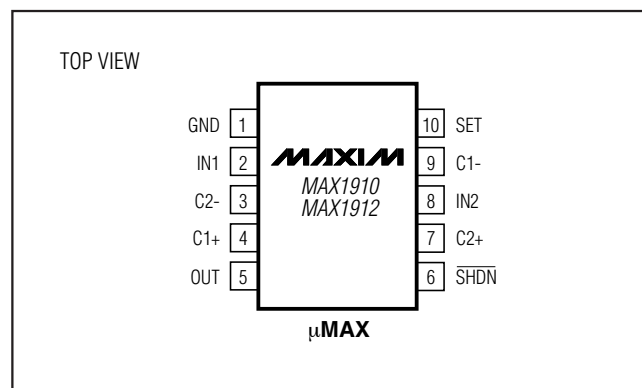 TOP VIEW
GND 1
IN1 2
C2- 3
C1+ 4
OUT 5
MAXIM
MAX1910
MAX1912
10 SET
9 C1-
8 IN2
7 C2+
6 SHDN
μMAX